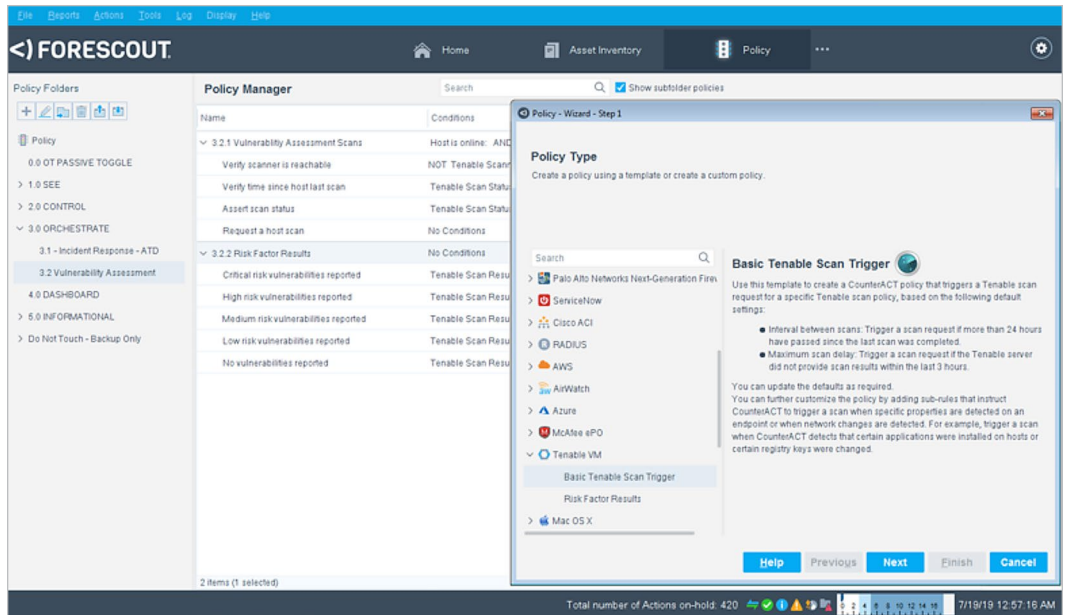 File Reports Actions Tools Log Display Help
<) FORESCOUT.
Home Asset Inventory Policy •••
Policy Folders
Policy
0.0 OT PASSIVE TOGGLE
1.0 SEE
2.0 CONTROL
3.0 ORCHESTRATE
3.1 - Incident Response - ATD
3.2 Vulnerability Assessment
4.0 DASHBOARD
5.0 INFORMATIONAL
Do Not Touch - Backup Only
Policy Manager Search Show subfolder policies
Name Conditions
3.2.1 Vulnerability Assessment Scans Host is online: AND
Verify scanner is reachable NOT Tenable Scann
Verify time since host last scan Tenable Scan Statu
Assert scan status Tenable Scan Statu
Request a host scan No Conditions
3.2.2 Risk Factor Results No Conditions
Critical risk vulnerabilities reported Tenable Scan Resu
High risk vulnerabilities reported Tenable Scan Resu
Medium risk vulnerabilities reported Tenable Scan Resu
Low risk vulnerabilities reported Tenable Scan Resu
No vulnerabilities reported Tenable Scan Resu
2 items (1 selected)
Policy - Wizard - Step 1
Policy Type
Create a policy using a template or create a custom policy.
Search
Palo Alto Networks Next-Generation Firew
ServiceNow
Cisco ACI
RADIUS
AWS
AirWatch
Azure
McAfee ePO
Tenable VM
Basic Tenable Scan Trigger
Risk Factor Results
Mac OS X
Basic Tenable Scan Trigger
Use this template to create a CounterACT policy that triggers a Tenable scan
request for a specific Tenable scan policy, based on the following default
settings:
● Interval between scans: Trigger a scan request if more than 24 hours
have passed since the last scan was completed.
● Maximum scan delay: Trigger a scan request if the Tenable server
did not provide scan results within the last 3 hours.
You can update the defaults as required.
You can further customize the policy by adding sub-rules that instruct
CounterACT to trigger a scan when specific properties are detected on an
endpoint or when network changes are detected. For example, trigger a scan
when CounterACT detects that certain applications were installed on hosts or
certain registry keys were changed.
Help Previous Next Finish Cancel
Total number of Actions on-hold: 420 0 2 4 6 8 10 12 14 16 7/19/19 12:57:16 AM